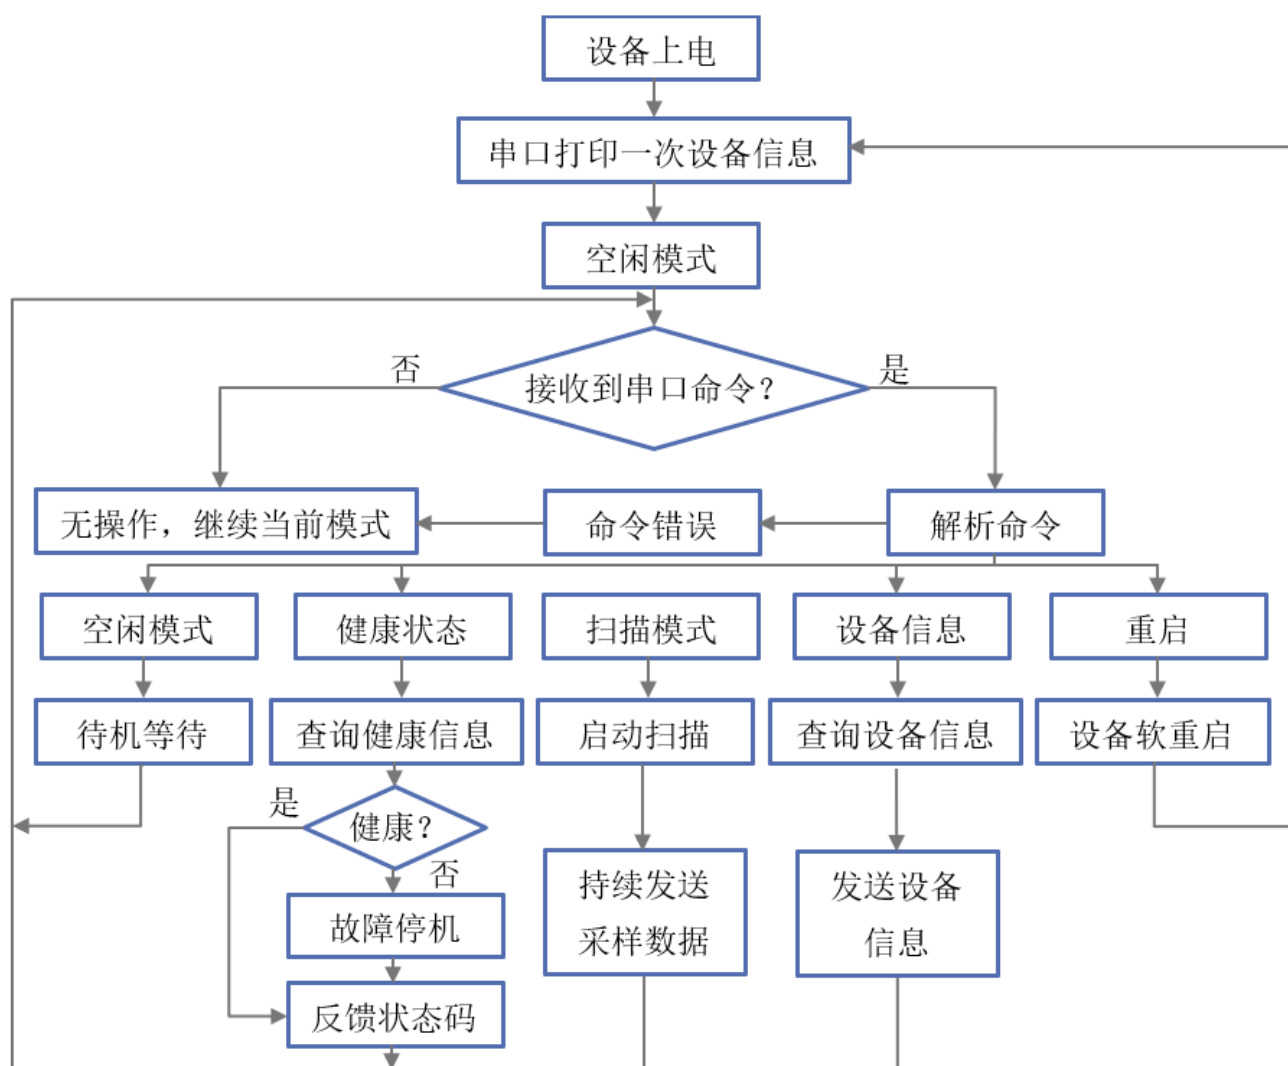 设备上电
串口打印一次设备信息
空闲模式
接收到串口命令？
否
是
无操作，继续当前模式
命令错误
解析命令
空闲模式
健康状态
扫描模式
设备信息
重启
待机等待
查询健康信息
启动扫描
查询设备信息
设备软重启
是
健康？
否
持续发送
采样数据
发送设备
信息
故障停机
反馈状态码